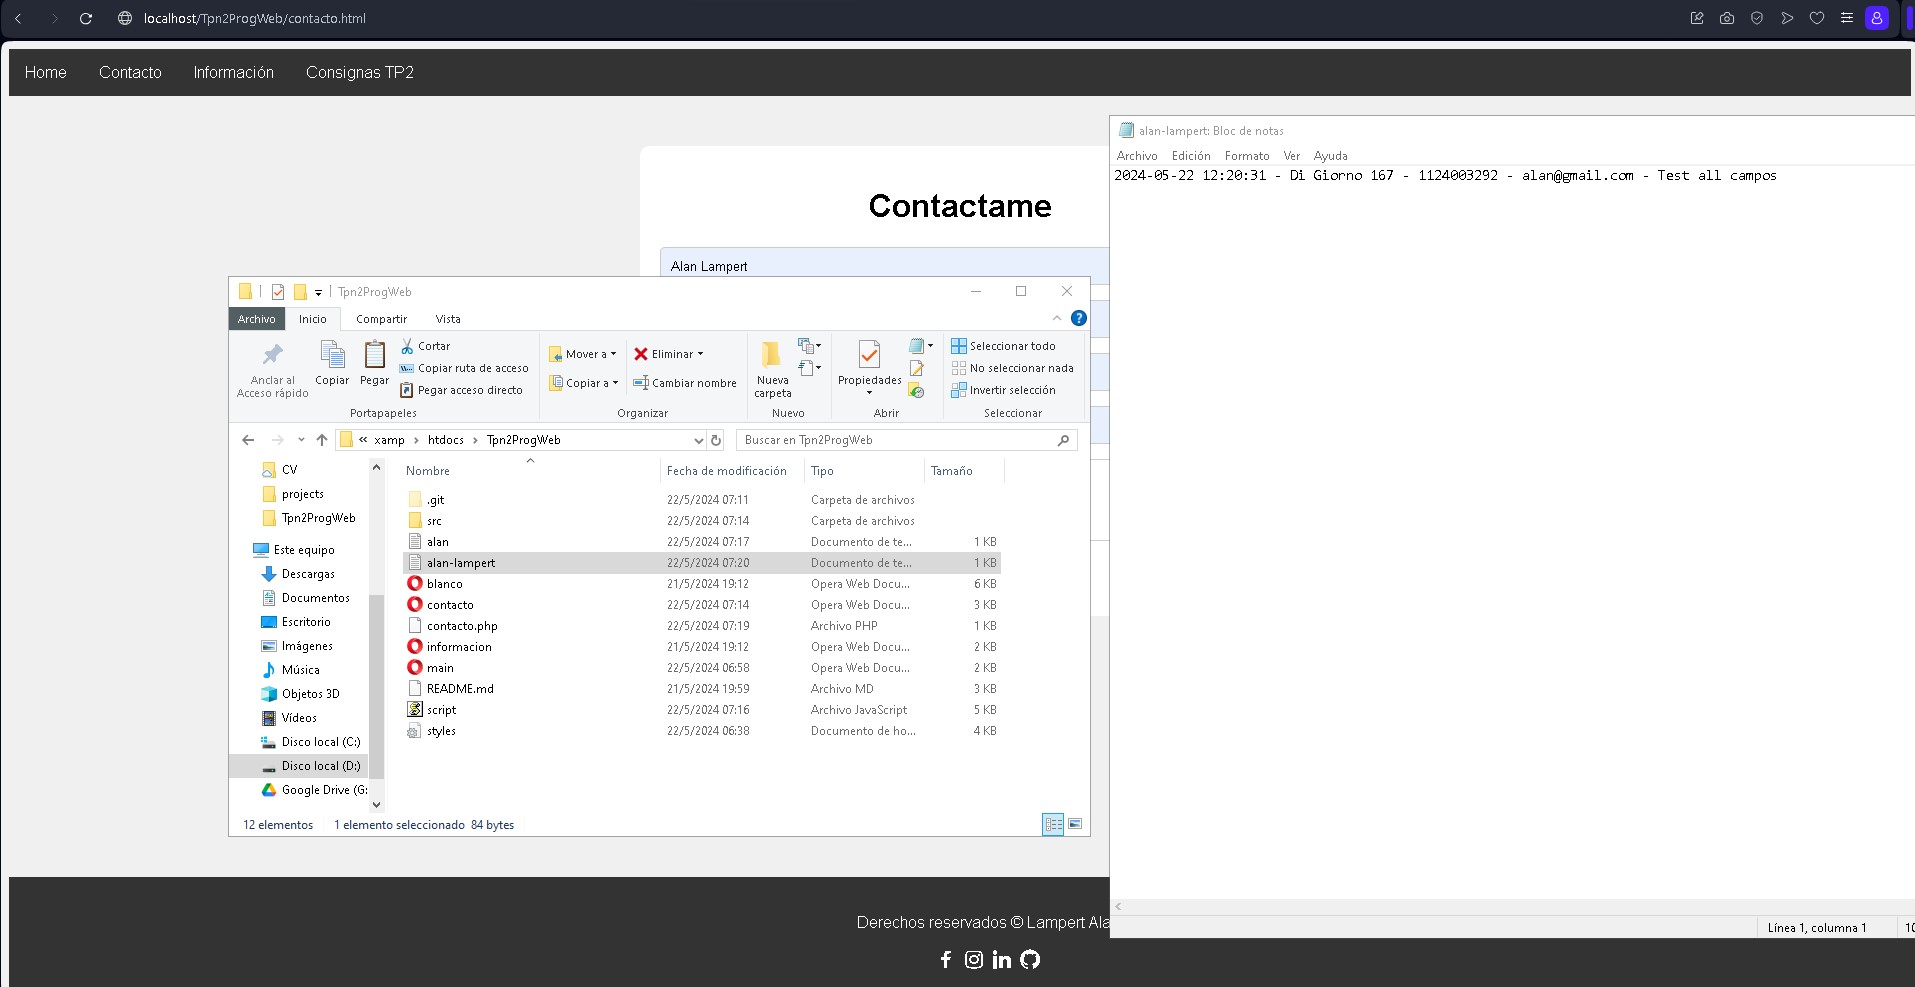 localhost/Tpn2ProgWeb/contacto.html
Home Contacto Información Consignas TP2
Contactame
Alan Lampert
Tpn2ProgWeb
Archivo Inicio Compartir Vista
Anclar al Acceso rápido
Copiar
Pegar
Cortar
Copiar ruta de acceso
Pegar acceso directo
Portapapeles
Mover a
Copiar a
Eliminar
Cambiar nombre
Organizar
Nueva carpeta
Nuevo
Propiedades
Abrir
Seleccionar todo
No seleccionar nada
Invertir selección
Seleccionar
« xamp › htdocs › Tpn2ProgWeb
Buscar en Tpn2ProgWeb
CV
projects
Tpn2ProgWeb
Este equipo
Descargas
Documentos
Escritorio
Imágenes
Música
Objetos 3D
Vídeos
Disco local (C:)
Disco local (D:)
Google Drive (G:
Nombre Fecha de modificación Tipo Tamaño
.git 22/5/2024 07:11 Carpeta de archivos
src 22/5/2024 07:14 Carpeta de archivos
alan 22/5/2024 07:17 Documento de te... 1 KB
alan-lampert 22/5/2024 07:20 Documento de te... 1 KB
blanco 21/5/2024 19:12 Opera Web Docu... 6 KB
contacto 22/5/2024 07:14 Opera Web Docu... 3 KB
contacto.php 22/5/2024 07:19 Archivo PHP 1 KB
informacion 21/5/2024 19:12 Opera Web Docu... 2 KB
main 22/5/2024 06:58 Opera Web Docu... 2 KB
README.md 21/5/2024 19:59 Archivo MD 3 KB
script 22/5/2024 07:16 Archivo JavaScript 5 KB
styles 22/5/2024 06:38 Documento de ho... 4 KB
12 elementos 1 elemento seleccionado 84 bytes
alan-lampert: Bloc de notas
Archivo Edición Formato Ver Ayuda
2024-05-22 12:20:31 - Di Giorno 167 - 1124003292 - alan@gmail.com - Test all campos
Línea 1, columna 1 10
Derechos reservados © Lampert Ala